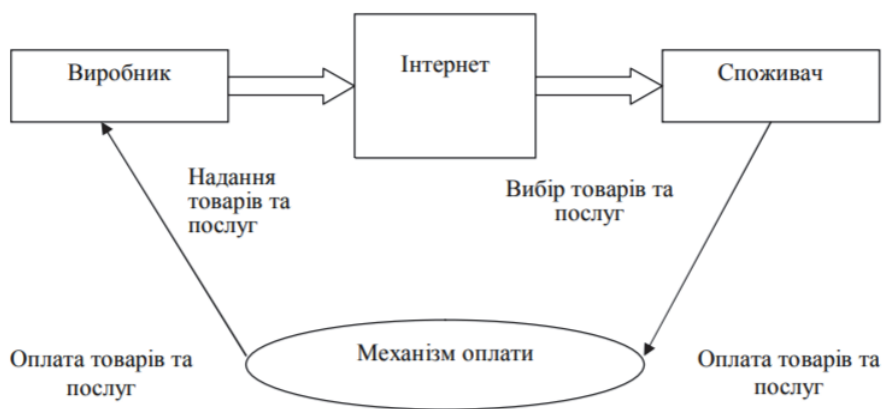 Виробник
Інтернет
Споживач
Надання
товарів та
послуг
Вибір товарів та
послуг
Механізм оплати
Оплата товарів та
послуг
Оплата товарів та
послуг